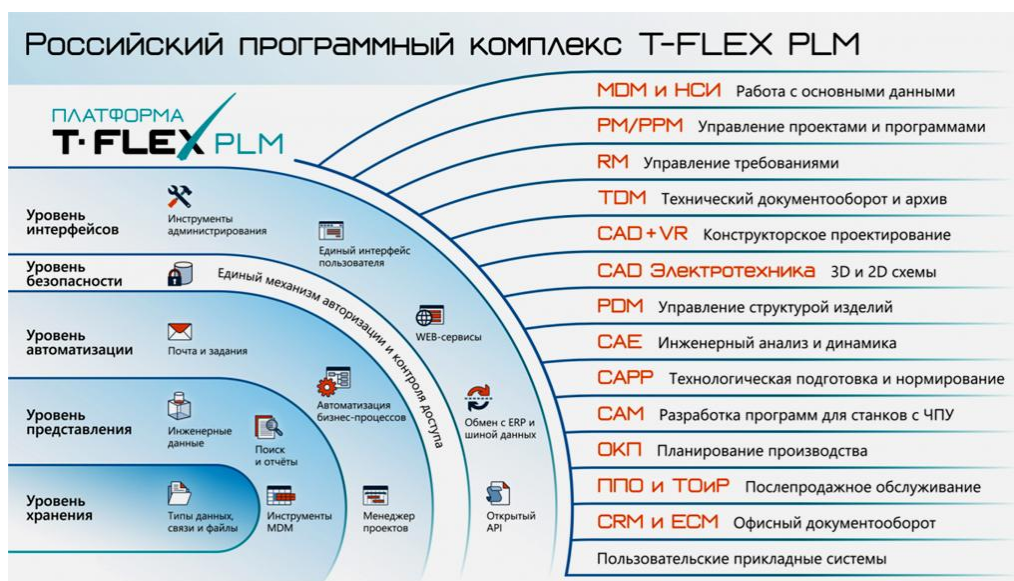 Российский программный комплекс T-FLEX PLM
ПЛАТФОРМА
T-FLEX PLM
Уровень
интерфейсов
Инструменты
администрирования
Единый интерфейс
пользователя
WEB-сервисы
Обмен с ERP и
шиной данных
Открытый
API
Уровень
безопасности
Единый механизм авторизации и контроля доступа
Уровень
автоматизации
Почта и задания
Автоматизация
бизнес-процессов
Менеджер
проектов
Уровень
представления
Инженерные
данные
Поиск
и отчёты
Инструменты
MDM
Уровень
хранения
Типы данных,
связи и файлы
MDM и НСИ Работа с основными данными
PM/PPM Управление проектами и программами
RM Управление требованиями
TDM Технический документооборот и архив
CAD+VR Конструкторское проектирование
CAD Электротехника 3D и 2D схемы
PDM Управление структурой изделий
CAE Инженерный анализ и динамика
CAPP Технологическая подготовка и нормирование
CAM Разработка программ для станков с ЧПУ
ОКП Планирование производства
ППО и ТОиР Послепродажное обслуживание
CRM и ECM Офисный документооборот
Пользовательские прикладные системы